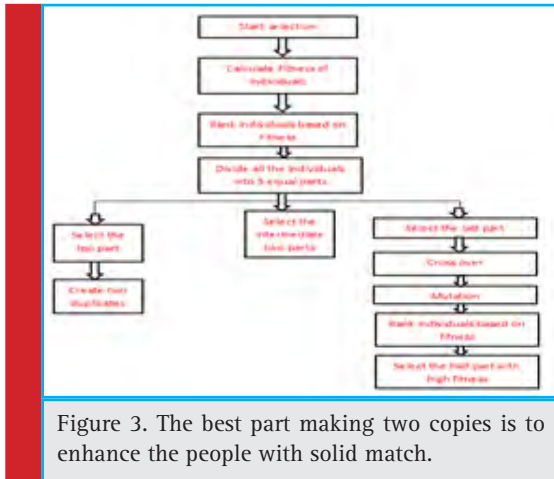 Start selection
Calculate Fitness of
individuals
Rank individuals based on
fitness
Divide all the individuals
into 5 equal parts
Select the
top part
Create two
duplicates
Select the
intermediate
two parts
Select the last part
Cross over
Mutation
Rank individuals based on
fitness
Select the half part with
high fitness
Figure 3. The best part making two copies is to
enhance the people with solid match.